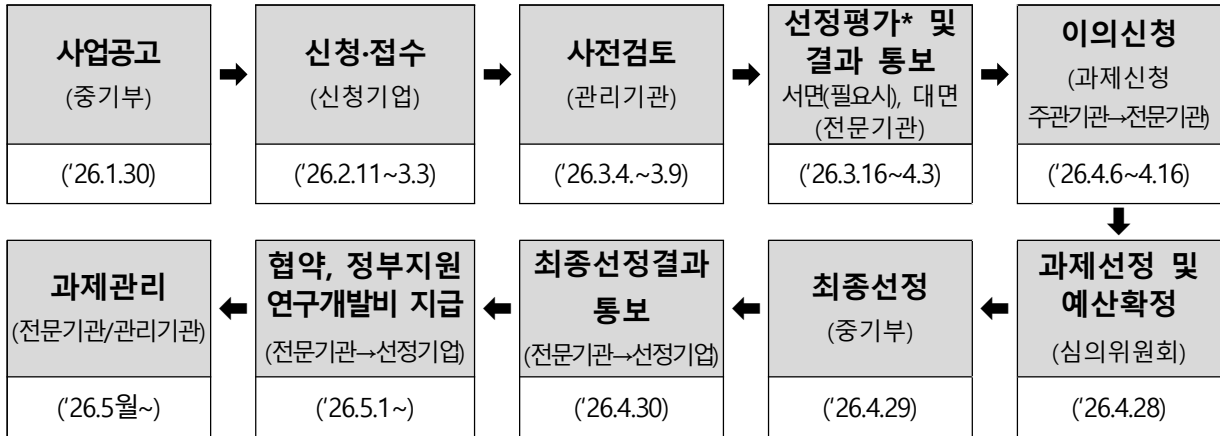 사업공고
(중기부)
('26.1.30)
신청·접수
(신청기업)
('26.2.11~3.3)
사전검토
(관리기관)
('26.3.4.~3.9)
선정평가* 및
결과 통보
서면(필요시), 대면
(전문기관)
('26.3.16~4.3)
이의신청
(과제신청
주관기관→전문기관)
('26.4.6~4.16)
과제선정 및
예산확정
(심의위원회)
('26.4.28)
최종선정
(중기부)
('26.4.29)
최종선정결과
통보
(전문기관→선정기업)
('26.4.30)
협약, 정부지원
연구개발비 지급
(전문기관→선정기업)
('26.5.1~)
과제관리
(전문기관/관리기관)
('26.5월~)